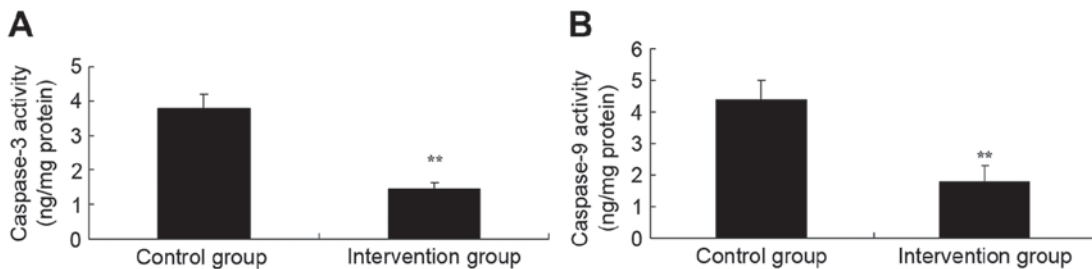 A
Caspase-3 activity
(ng/mg protein)
5
4
3
2
1
0
**
Control group
Intervention group
B
Caspase-9 activity
(ng/mg protein)
6
5
4
3
2
1
0
**
Control group
Intervention group